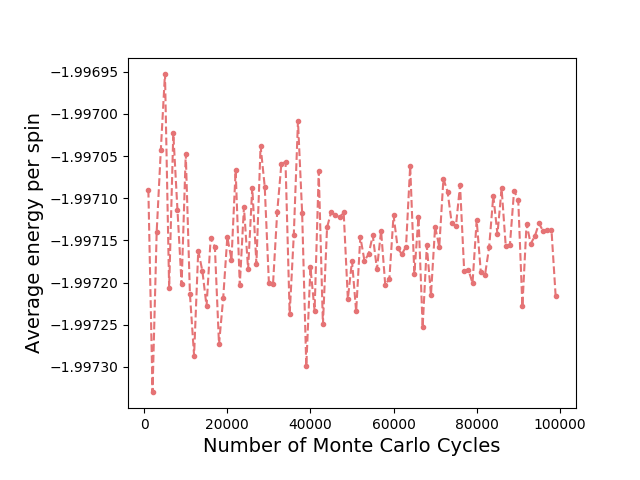 −1.99695
−1.99700
−1.99705
−1.99710
−1.99715
−1.99720
−1.99725
−1.99730
Average energy per spin
0 20000 40000 60000 80000 100000
Number of Monte Carlo Cycles